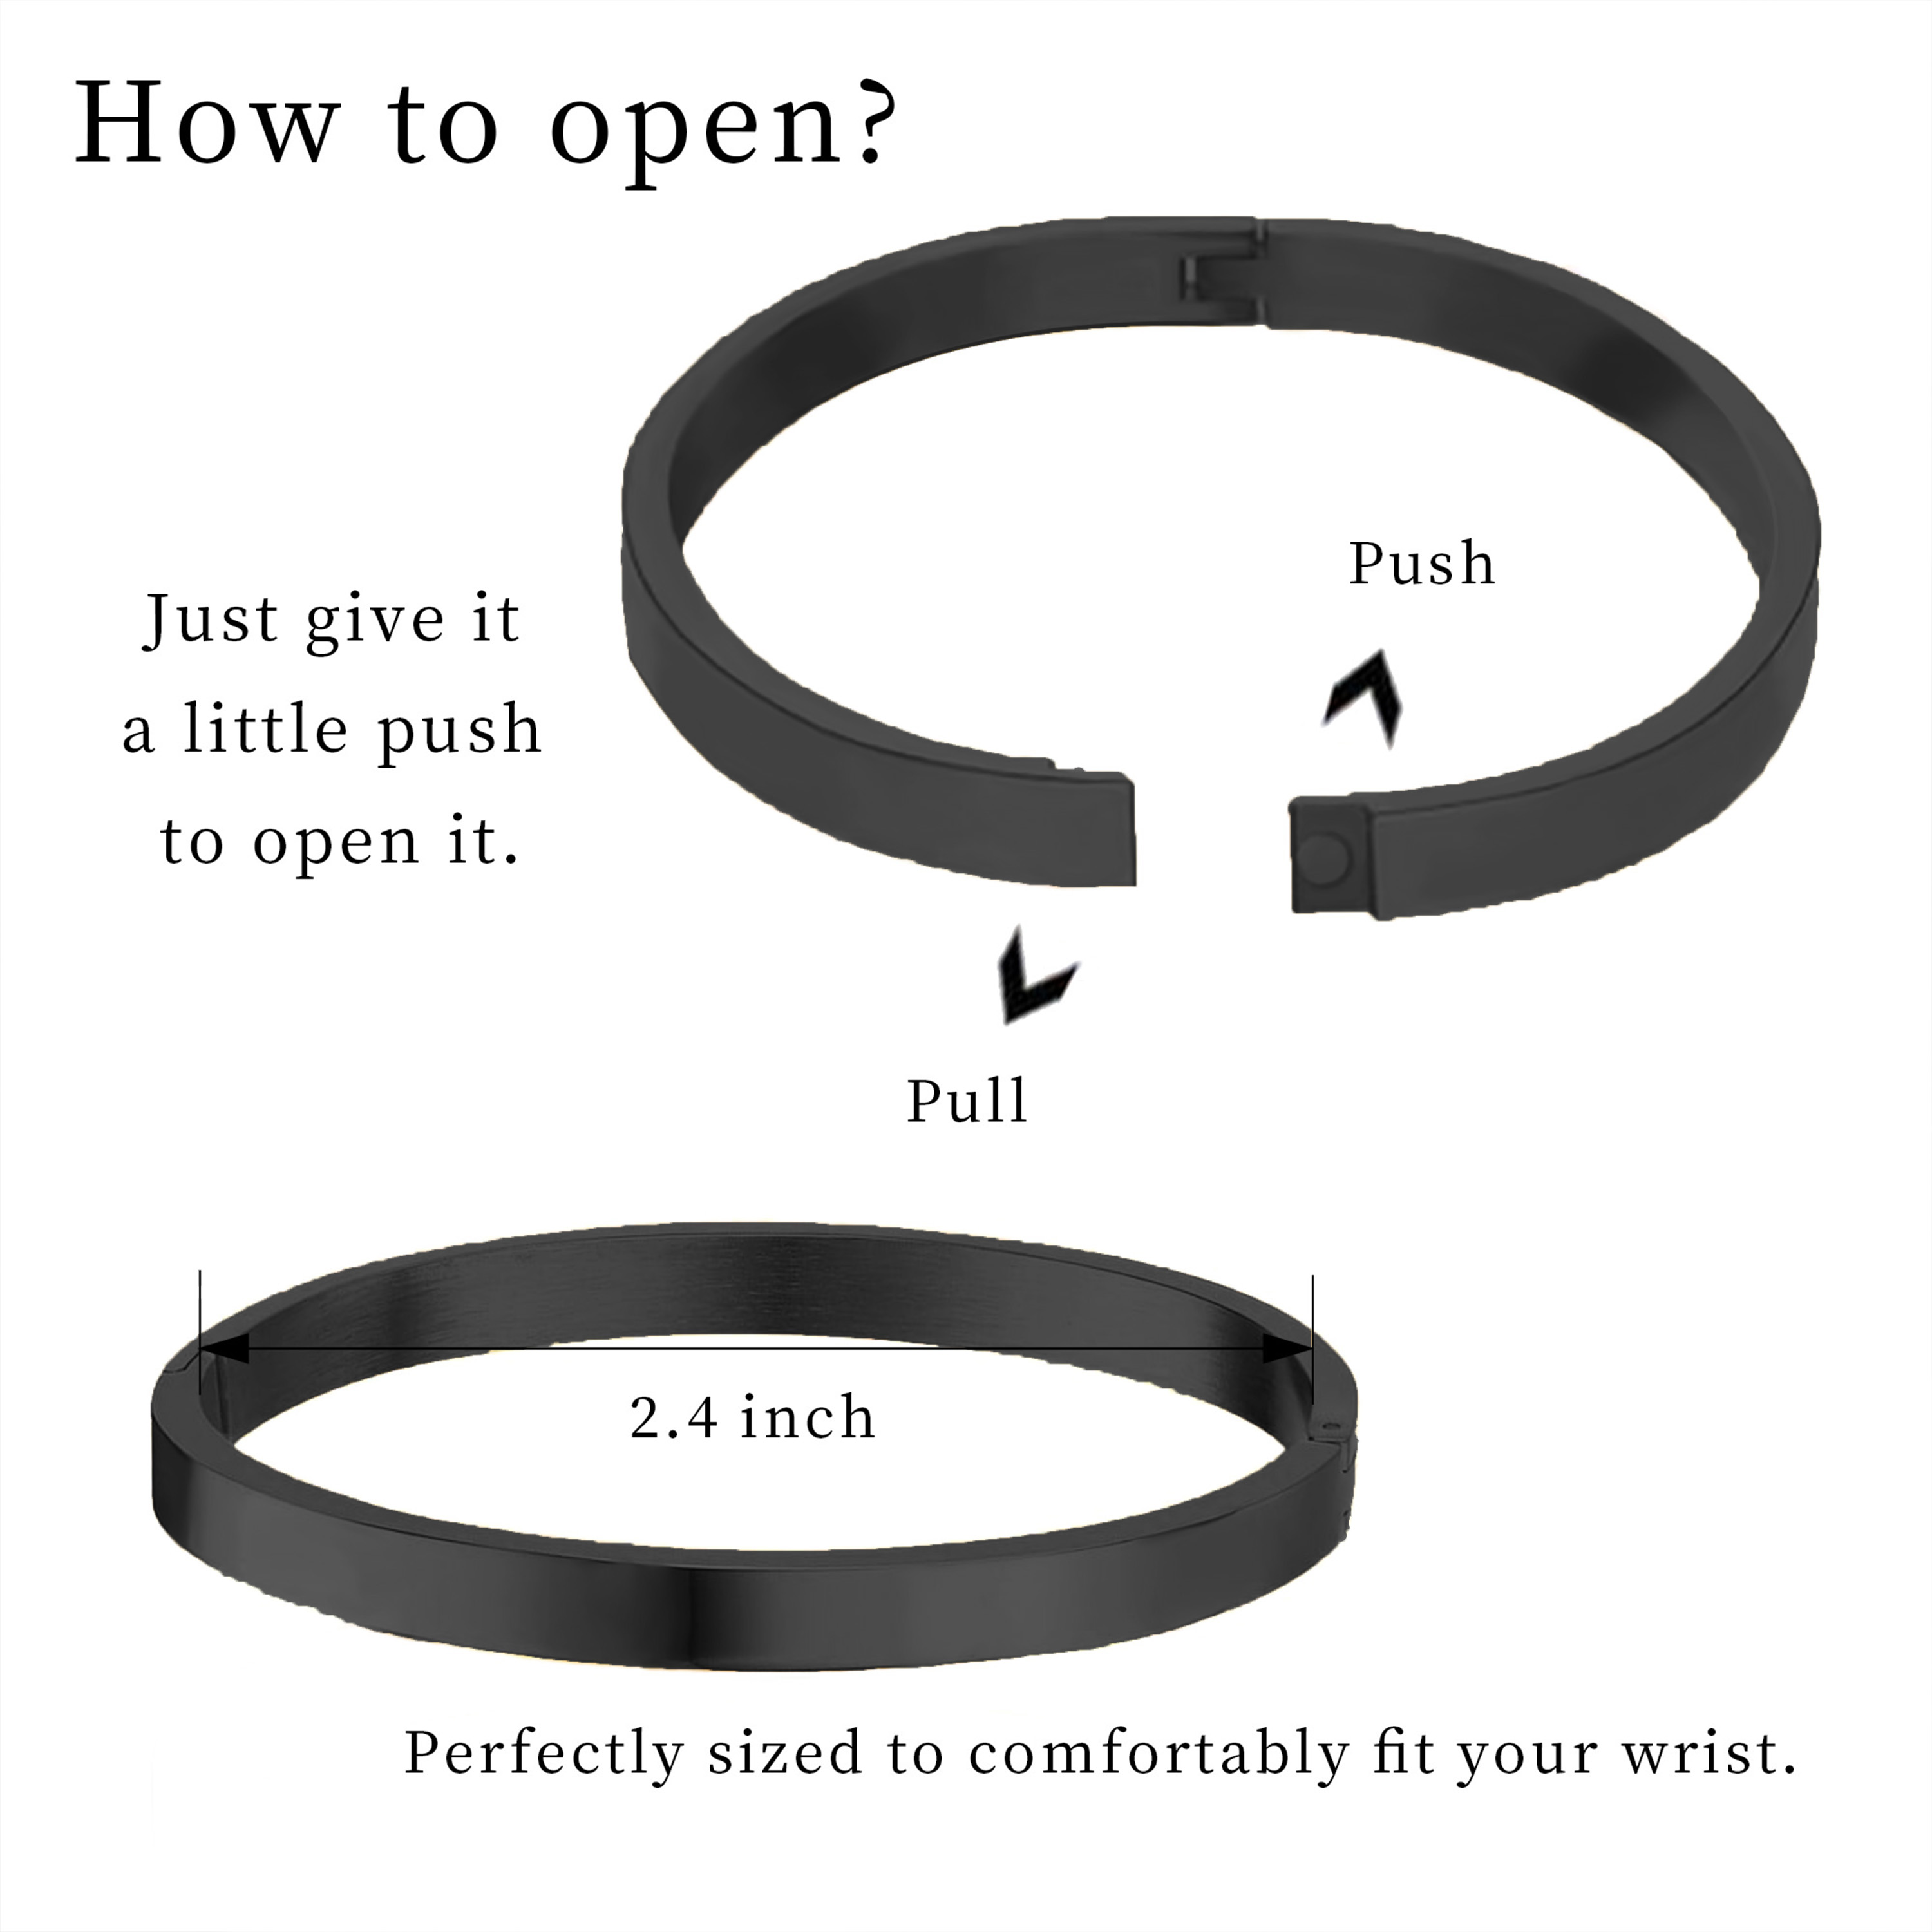 How to open?
Push
Just give it
a little push
to open it.
Pull
2.4 inch
Perfectly sized to comfortably fit your wrist.